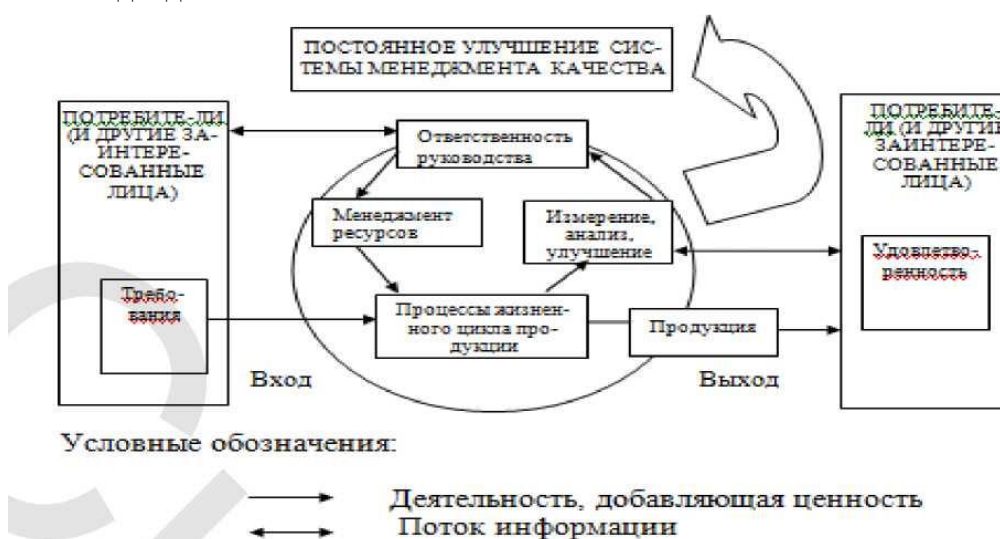 ПОСТОЯННОЕ УЛУЧШЕНИЕ СИС-
ТЕМЫ МЕНЕДЖМЕНТА КАЧЕСТВА
ПОТРЕБИТЕ-ЛИ
(И ДРУГИЕ ЗА-
ИНТЕРЕ-
СОВАННЫЕ
ЛИЦА)
Требо-
вания
Ответственность
руководства
Менеджмент
ресурсов
Измерение,
анализ,
улучшение
Процессы жизнен-
ного цикла про-
дукции
Продукция
ПОТРЕБИТЕ-
ЛИ (И ДРУГИЕ
ЗАИНТЕРЕ-
СОВАННЫЕ
ЛИЦА)
Удовлетво-
ренность
Вход
Выход
Условные обозначения:
Деятельность, добавляющая ценность
Поток информации